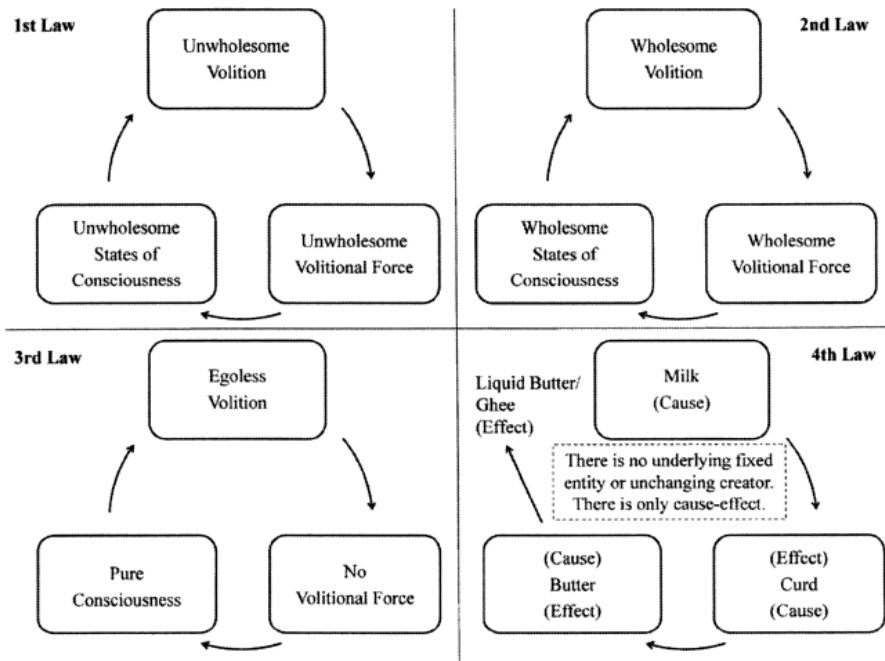 1st Law
Unwholesome
Volition
Unwholesome
States of
Consciousness
Unwholesome
Volitional Force
2nd Law
Wholesome
Volition
Wholesome
States of
Consciousness
Wholesome
Volitional Force
3rd Law
Egoless
Volition
Pure
Consciousness
No
Volitional Force
4th Law
Liquid Butter/
Ghee
(Effect)
Milk
(Cause)
There is no underlying fixed
entity or unchanging creator.
There is only cause-effect.
(Cause)
Butter
(Effect)
(Effect)
Curd
(Cause)